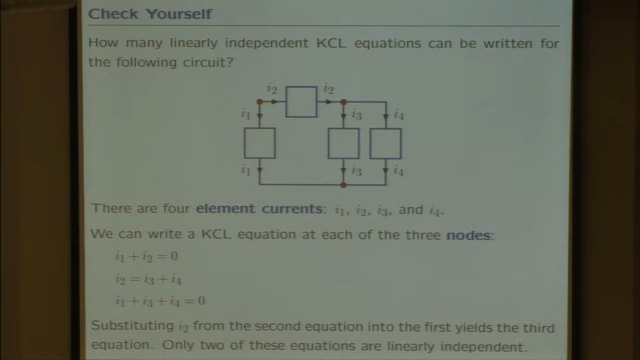 Check Yourself
How many linearly independent KCL equations can be written for
the following circuit?
i₂ i₂
i₁ i₃ i₄
i₁ i₃ i₄
There are four element currents: i₁, i₂, i₃, and i₄.
We can write a KCL equation at each of the three nodes:
i₁ + i₂ = 0
i₂ = i₃ + i₄
i₁ + i₃ + i₄ = 0
Substituting i₂ from the second equation into the first yields the third
equation. Only two of these equations are linearly independent.